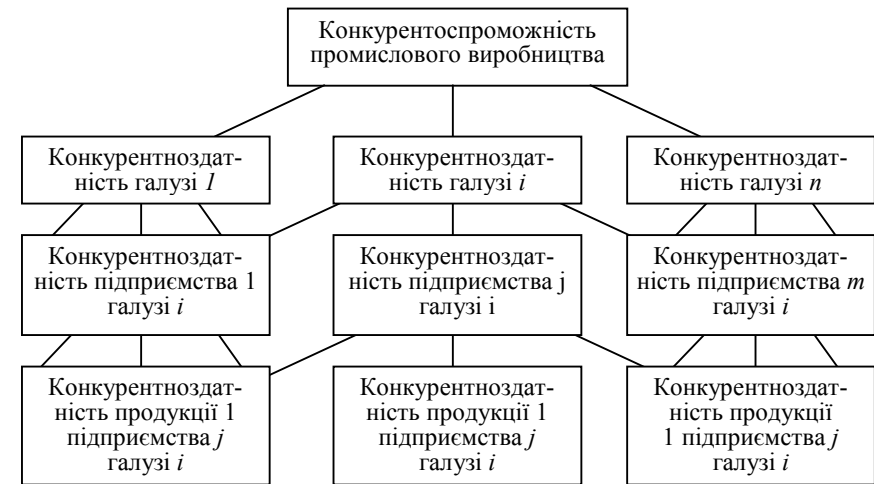 Конкурентоспроможність
промислового виробництва
Конкурентноздат-
ність галузі 1
Конкурентноздат-
ність галузі i
Конкурентноздат-
ність галузі n
Конкурентноздат-
ність підприємства 1
галузі i
Конкурентноздат-
ність підприємства j
галузі і
Конкурентноздат-
ність підприємства m
галузі i
Конкурентноздат-
ність продукції 1
підприємства j
галузі i
Конкурентноздат-
ність продукції 1
підприємства j
галузі i
Конкурентноздат-
ність продукції
1 підприємства j
галузі i